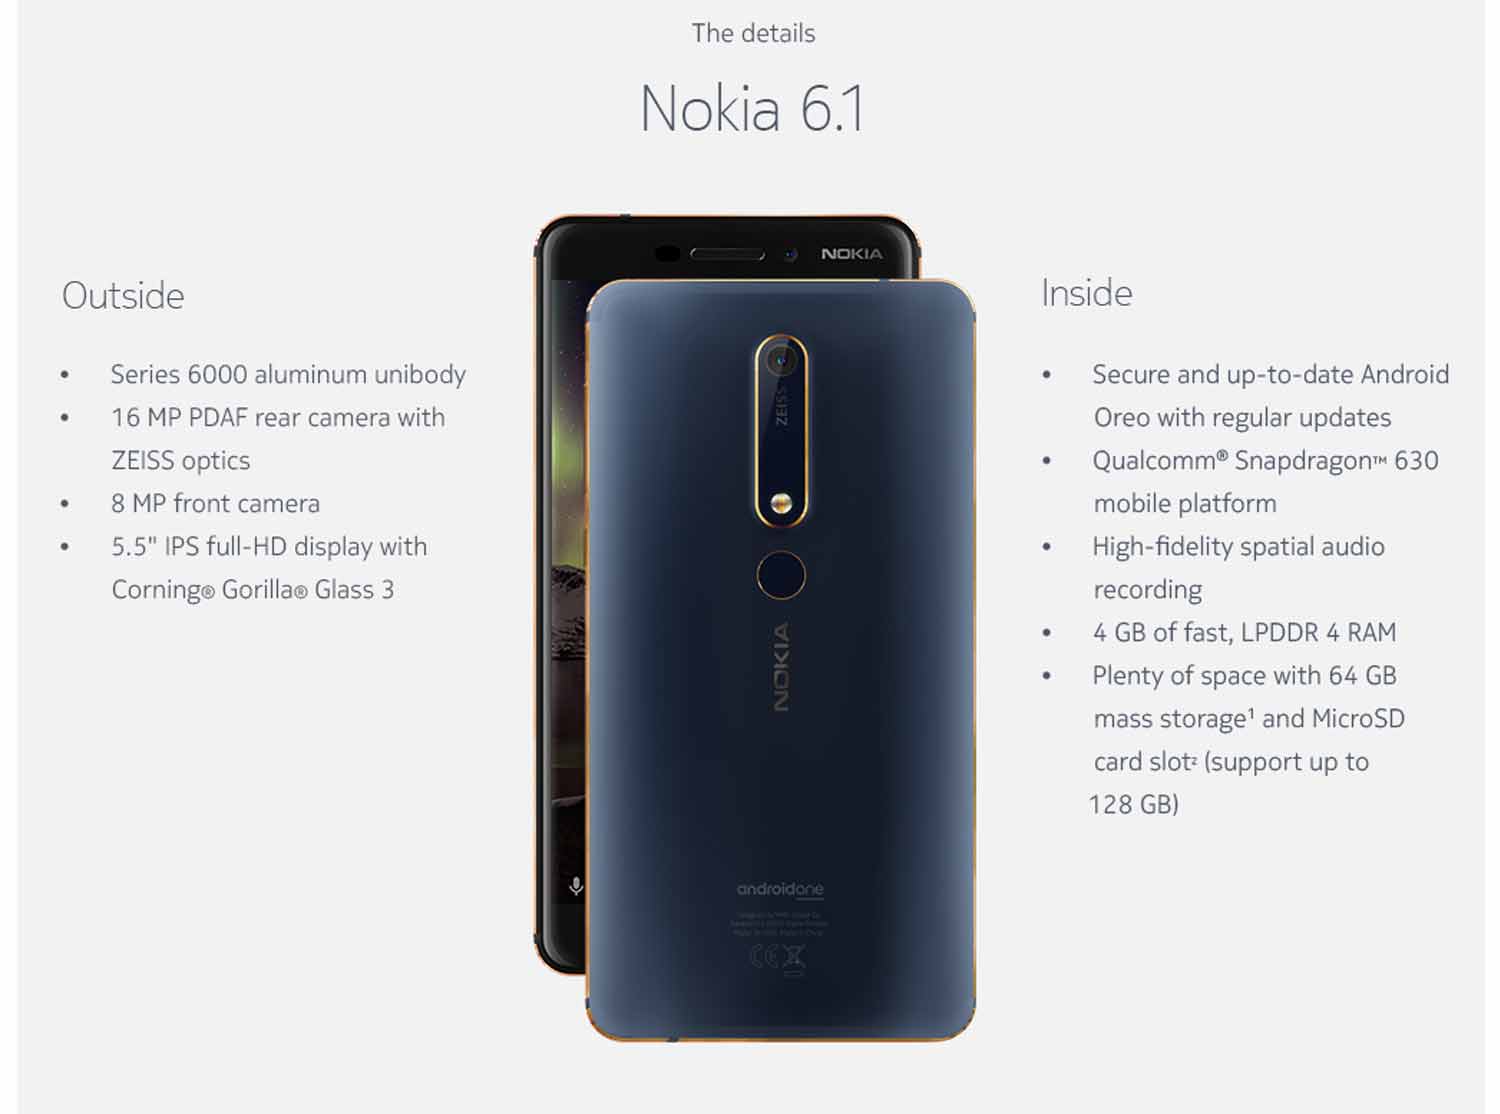 The details
Nokia 6.1
Outside
• Series 6000 aluminum unibody
• 16 MP PDAF rear camera with
ZEISS optics
• 8 MP front camera
• 5.5" IPS full-HD display with
Corning® Gorilla® Glass 3
NOKIA
ZEISS
NOKIA
androidone
Inside
• Secure and up-to-date Android
Oreo with regular updates
• Qualcomm® Snapdragon™ 630
mobile platform
• High-fidelity spatial audio
recording
• 4 GB of fast, LPDDR 4 RAM
• Plenty of space with 64 GB
mass storage¹ and MicroSD
card slot² (support up to
128 GB)